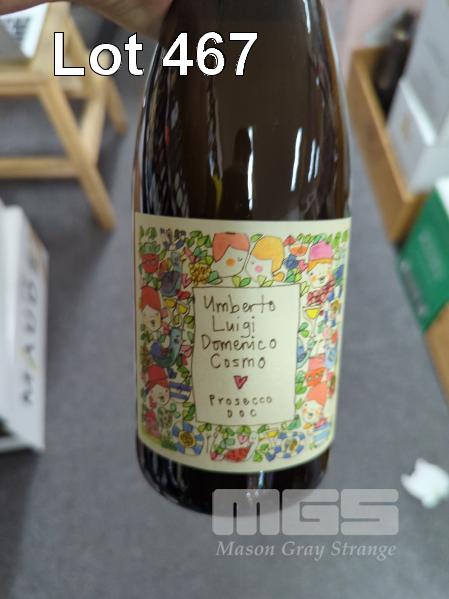 Lot 467
Umberto
Luigi
Domenico
Cosmo
Prosecco
DOC
MGS
Mason Gray Strange